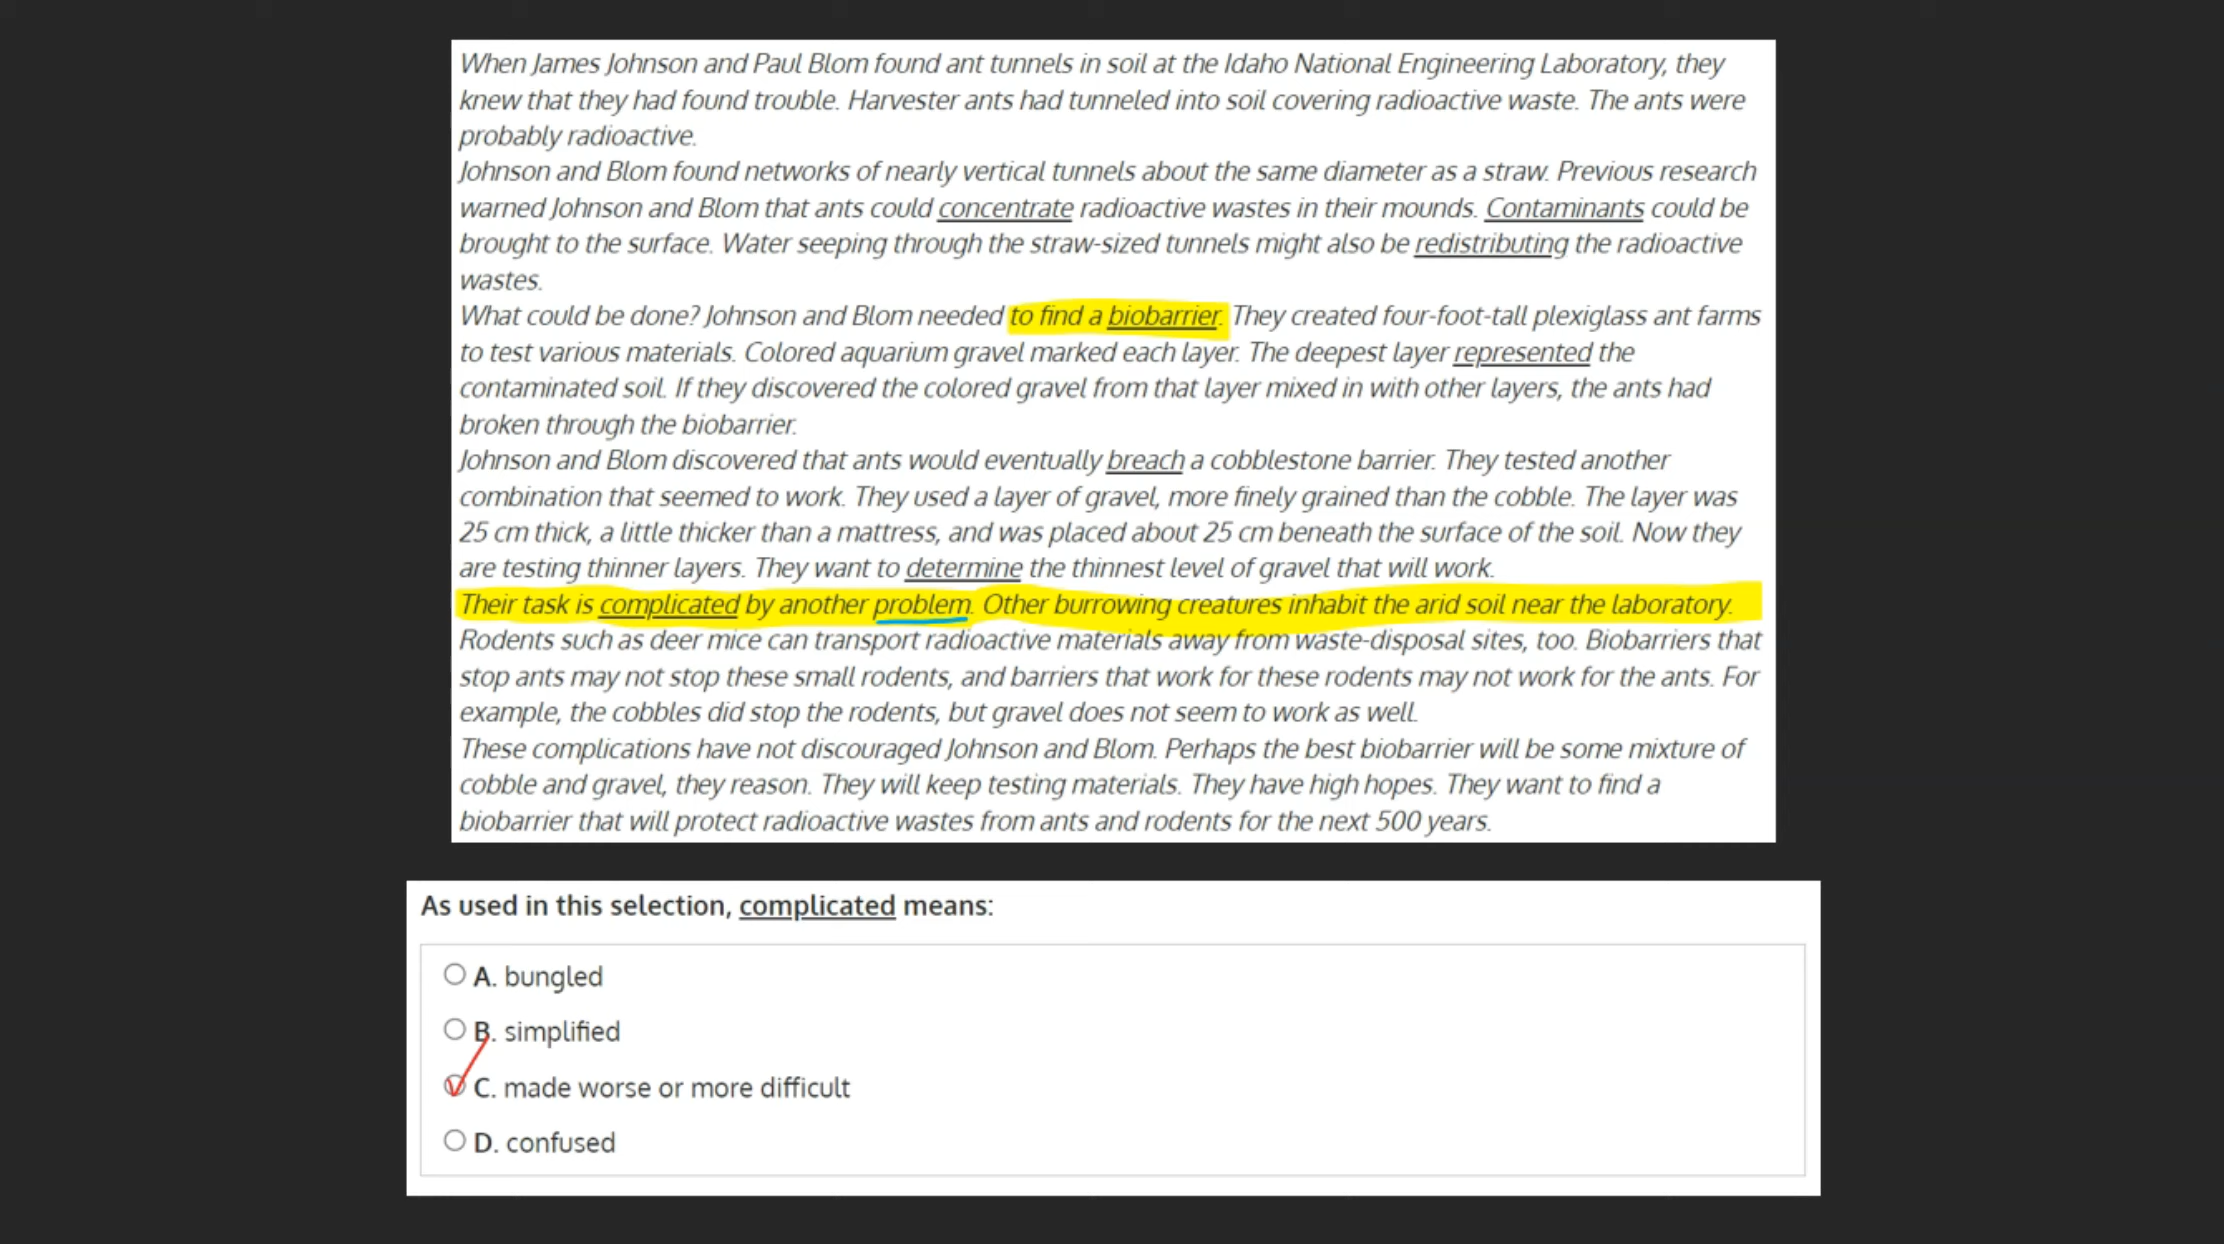 When James Johnson and Paul Blom found ant tunnels in soil at the Idaho National Engineering Laboratory, they
knew that they had found trouble. Harvester ants had tunneled into soil covering radioactive waste. The ants were
probably radioactive.
Johnson and Blom found networks of nearly vertical tunnels about the same diameter as a straw. Previous research
warned Johnson and Blom that ants could concentrate radioactive wastes in their mounds. Contaminants could be
brought to the surface. Water seeping through the straw-sized tunnels might also be redistributing the radioactive
wastes.
What could be done? Johnson and Blom needed to find a biobarrier. They created four-foot-tall plexiglass ant farms
to test various materials. Colored aquarium gravel marked each layer. The deepest layer represented the
contaminated soil. If they discovered the colored gravel from that layer mixed in with other layers, the ants had
broken through the biobarrier.
Johnson and Blom discovered that ants would eventually breach a cobblestone barrier. They tested another
combination that seemed to work. They used a layer of gravel, more finely grained than the cobble. The layer was
25 cm thick, a little thicker than a mattress, and was placed about 25 cm beneath the surface of the soil. Now they
are testing thinner layers. They want to determine the thinnest level of gravel that will work.
Their task is complicated by another problem. Other burrowing creatures inhabit the arid soil near the laboratory.
Rodents such as deer mice can transport radioactive materials away from waste-disposal sites, too. Biobarriers that
stop ants may not stop these small rodents, and barriers that work for these rodents may not work for the ants. For
example, the cobbles did stop the rodents, but gravel does not seem to work as well.
These complications have not discouraged Johnson and Blom. Perhaps the best biobarrier will be some mixture of
cobble and gravel, they reason. They will keep testing materials. They have high hopes. They want to find a
biobarrier that will protect radioactive wastes from ants and rodents for the next 500 years.
As used in this selection, complicated means:
A. bungled
B. simplified
C. made worse or more difficult
D. confused